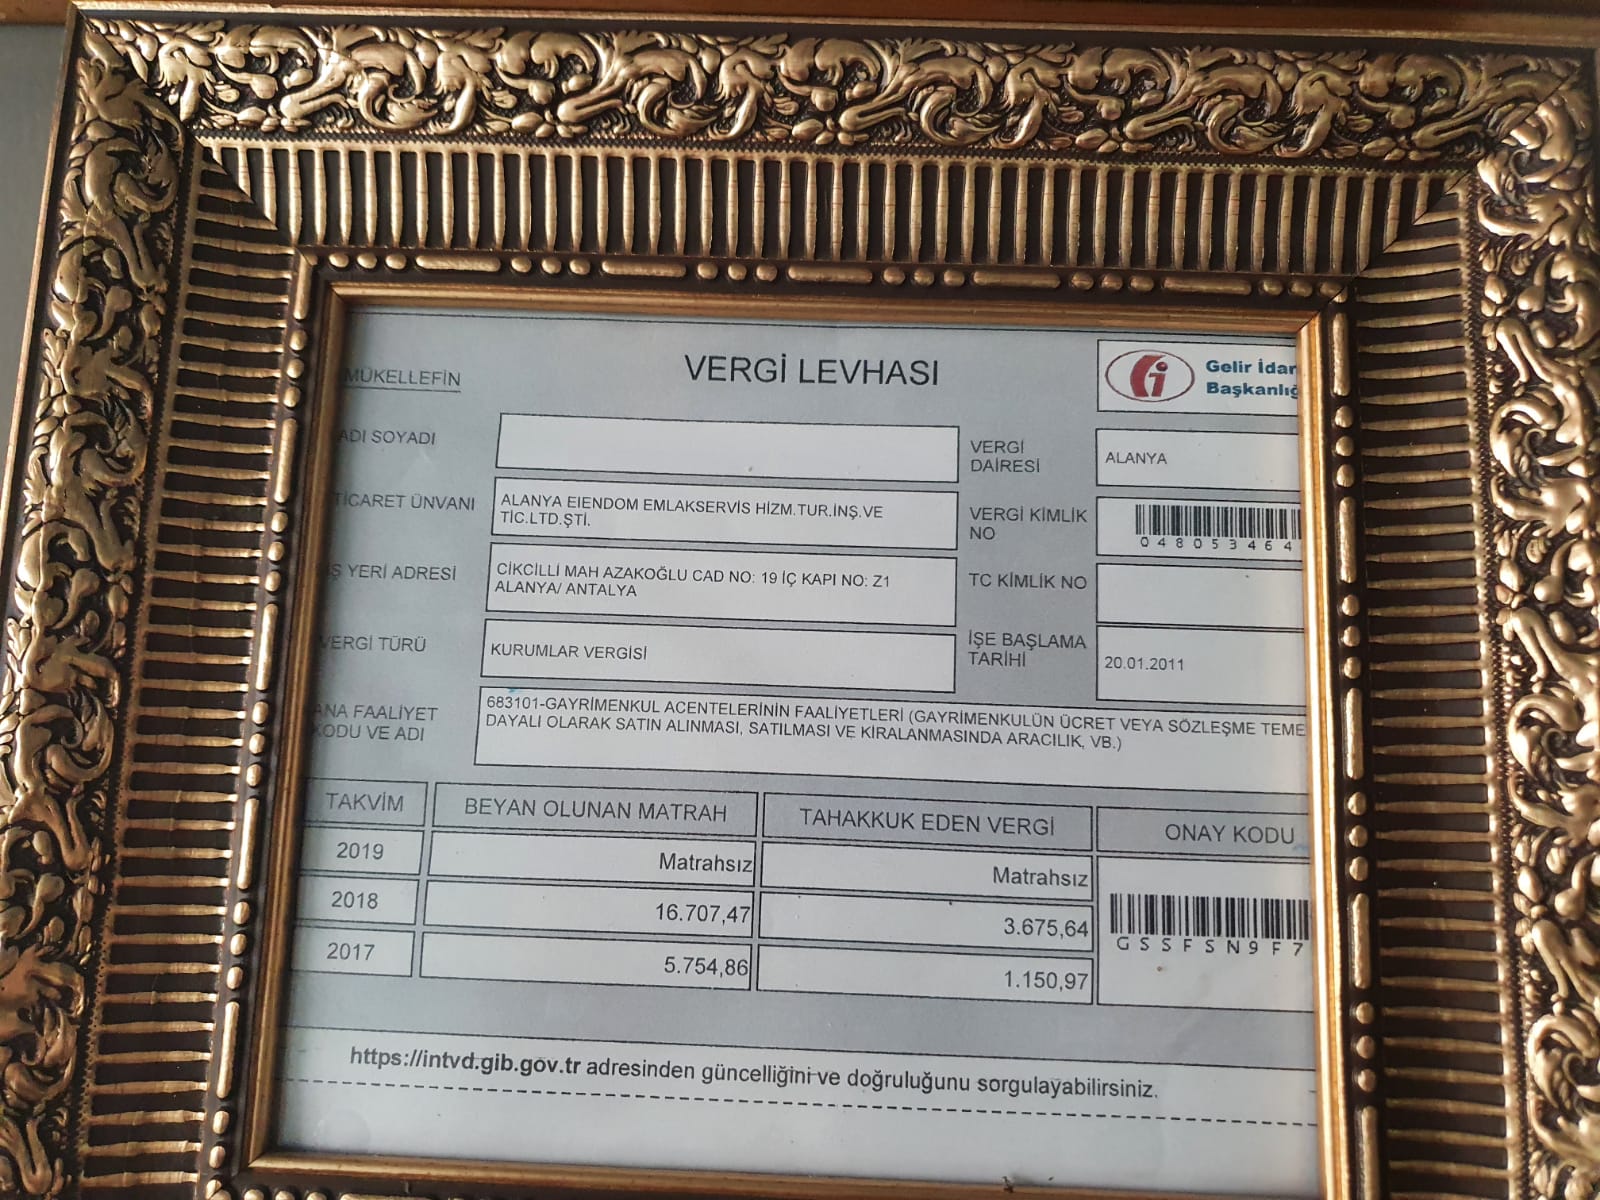 VERGİ LEVHASI
MÜKELLEFİN
Gelir İdar
Başkanlığ
ADI SOYADI
VERGİ
DAİRESİ
ALANYA
TİCARET ÜNVANI
ALANYA EIENDOM EMLAKSERVİS HİZM.TUR.İNŞ.VE
TİC.LTD.ŞTİ.
VERGİ KİMLİK
NO
048053464
İŞ YERİ ADRESİ
CİKCİLLİ MAH AZAKOĞLU CAD NO: 19 İÇ KAPI NO: Z1
ALANYA/ ANTALYA
TC KİMLİK NO
VERGİ TÜRÜ
KURUMLAR VERGİSİ
İŞE BAŞLAMA
TARİHİ
20.01.2011
ANA FAALİYET
KODU VE ADI
683101-GAYRİMENKUL ACENTELERİNİN FAALİYETLERİ (GAYRİMENKULÜN ÜCRET VEYA SÖZLEŞME TEME
DAYALI OLARAK SATIN ALINMASI, SATILMASI VE KİRALANMASINDA ARACILIK, VB.)
TAKVİM BEYAN OLUNAN MATRAH TAHAKKUK EDEN VERGİ ONAY KODU
2019 Matrahsız Matrahsız
2018 16.707,47 3.675,64
GSSFSN9F7
2017 5.754,86 1.150,97
https://intvd.gib.gov.tr adresinden güncelliğini ve doğruluğunu sorgulayabilirsiniz.